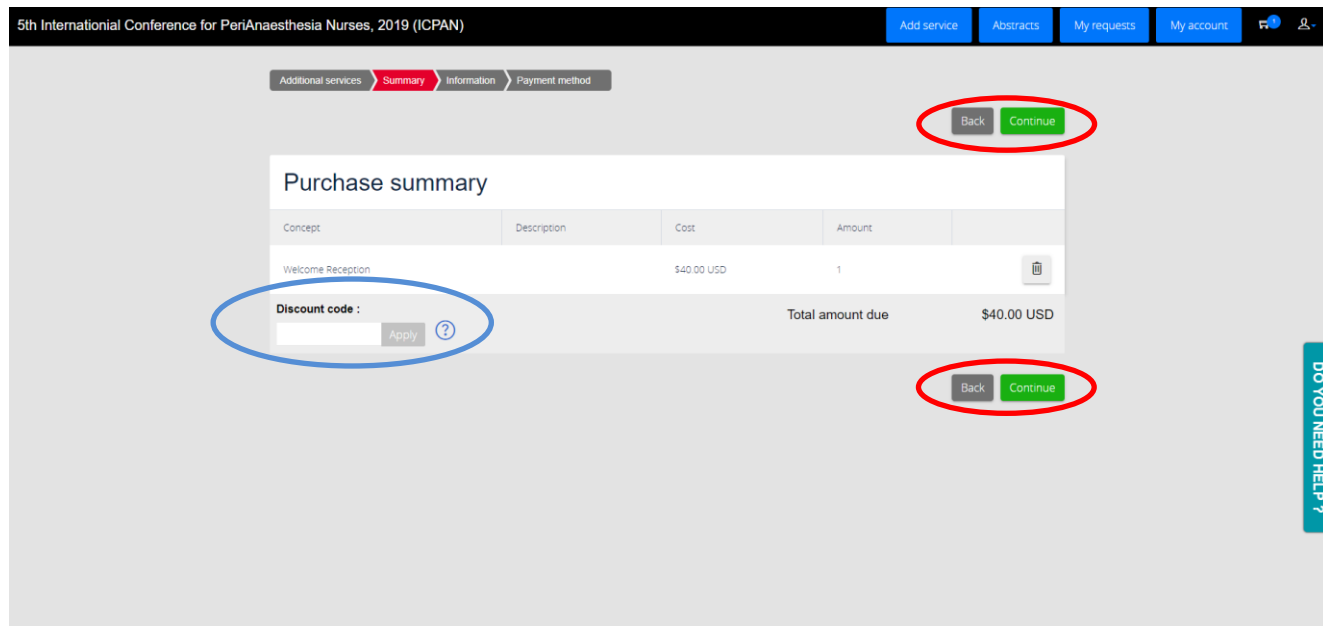 5th Internationial Conference for PeriAnaesthesia Nurses, 2019 (ICPAN)
Add service
Abstracts
My requests
My account
1
Additional services
Summary
Information
Payment method
Back
Continue
Purchase summary
Concept
Description
Cost
Amount
Welcome Reception
$40.00 USD
1
Discount code :
Apply
?
Total amount due
$40.00 USD
Back
Continue
DO YOU NEED HELP ?